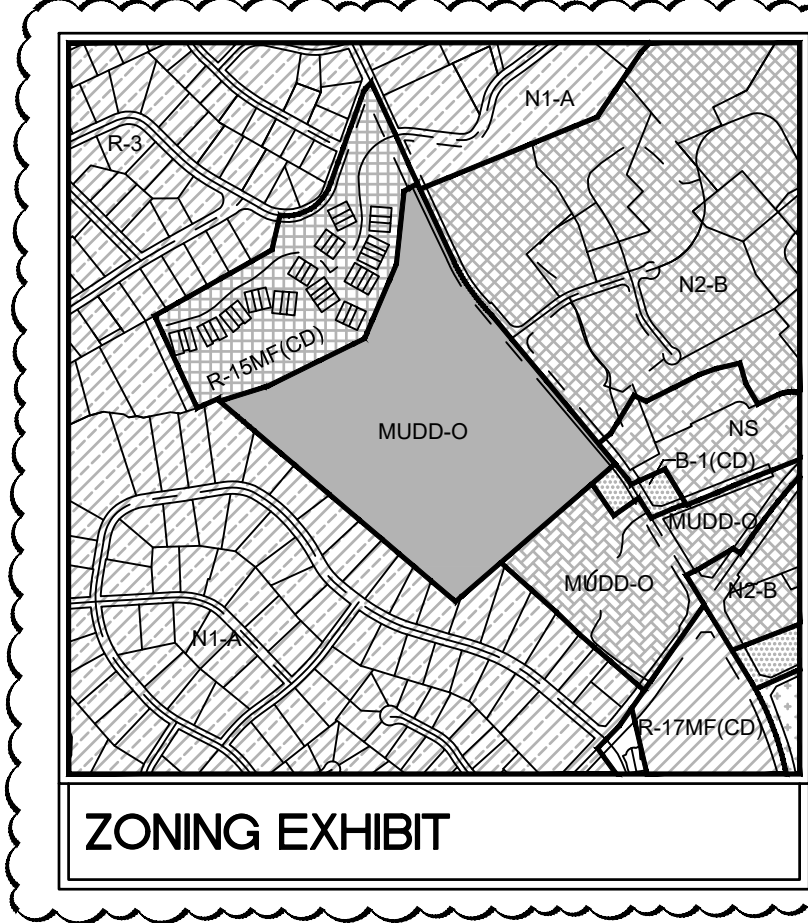 N1-A
R-3
N2-B
R-15MF(CD)
MUDD-O
NS
B-1(CD)
MUDD-O
MUDD-O
N2-B
N1-A
R-17MF(CD)
ZONING EXHIBIT